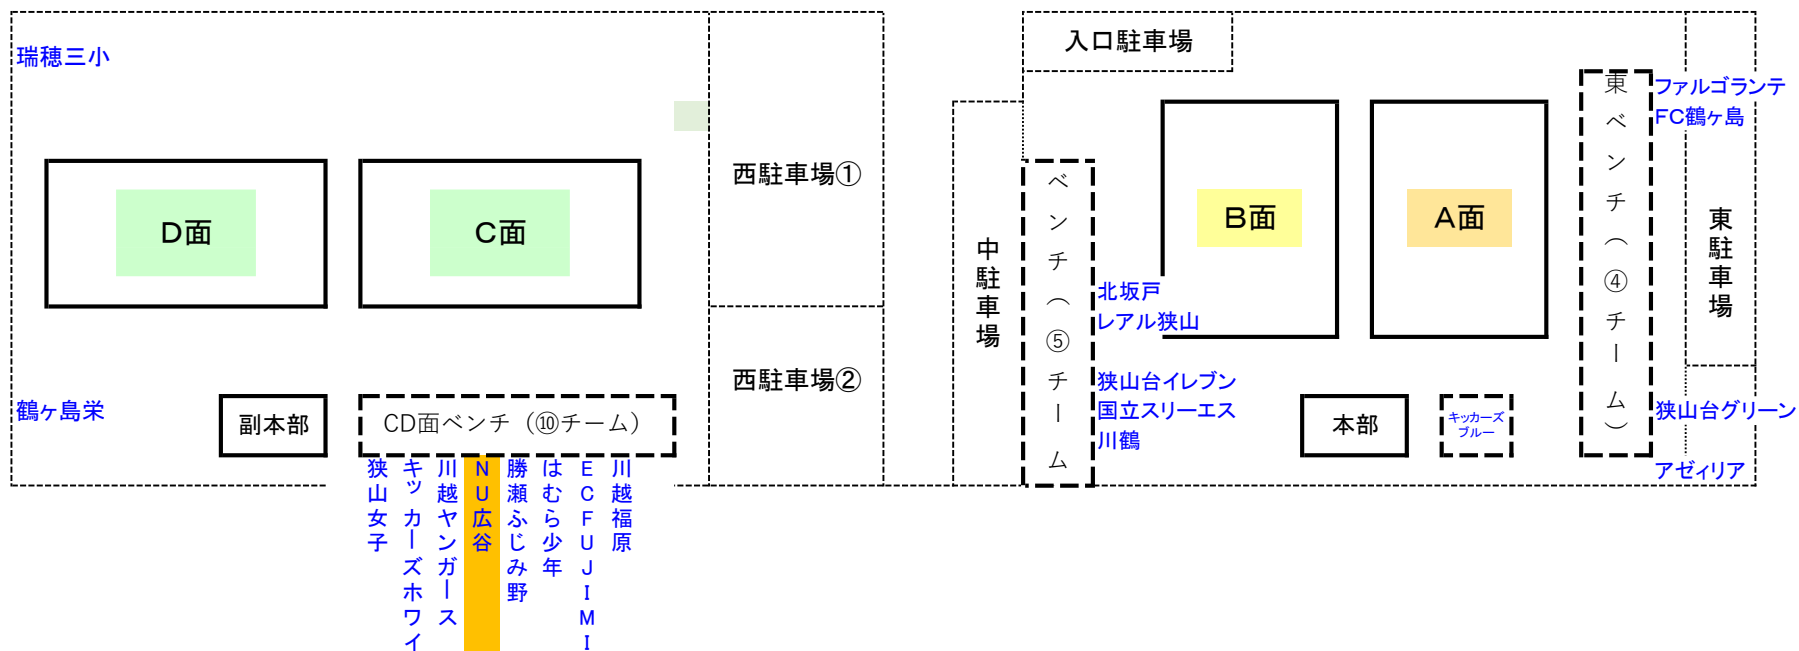 瑞穂三小
D面
C面
鶴ヶ島栄
副本部
CD面ベンチ（⑩チーム）
狭山女子
キッカーズホワイ
川越ヤンガース
NU広谷
勝瀬ふじみ野
はむら少年
ECFUJIMI
川越福原
西駐車場①
西駐車場②
入口駐車場
中駐車場
ベンチ（⑤チーム
北坂戸
レアル狭山
狭山台イレブン
国立スリーエス
川鶴
B面
A面
本部
キッカーズ
ブルー
東ベンチ（④チーム）
ファルゴランテ
FC鶴ヶ島
東駐車場
狭山台グリーン
アゼィリア